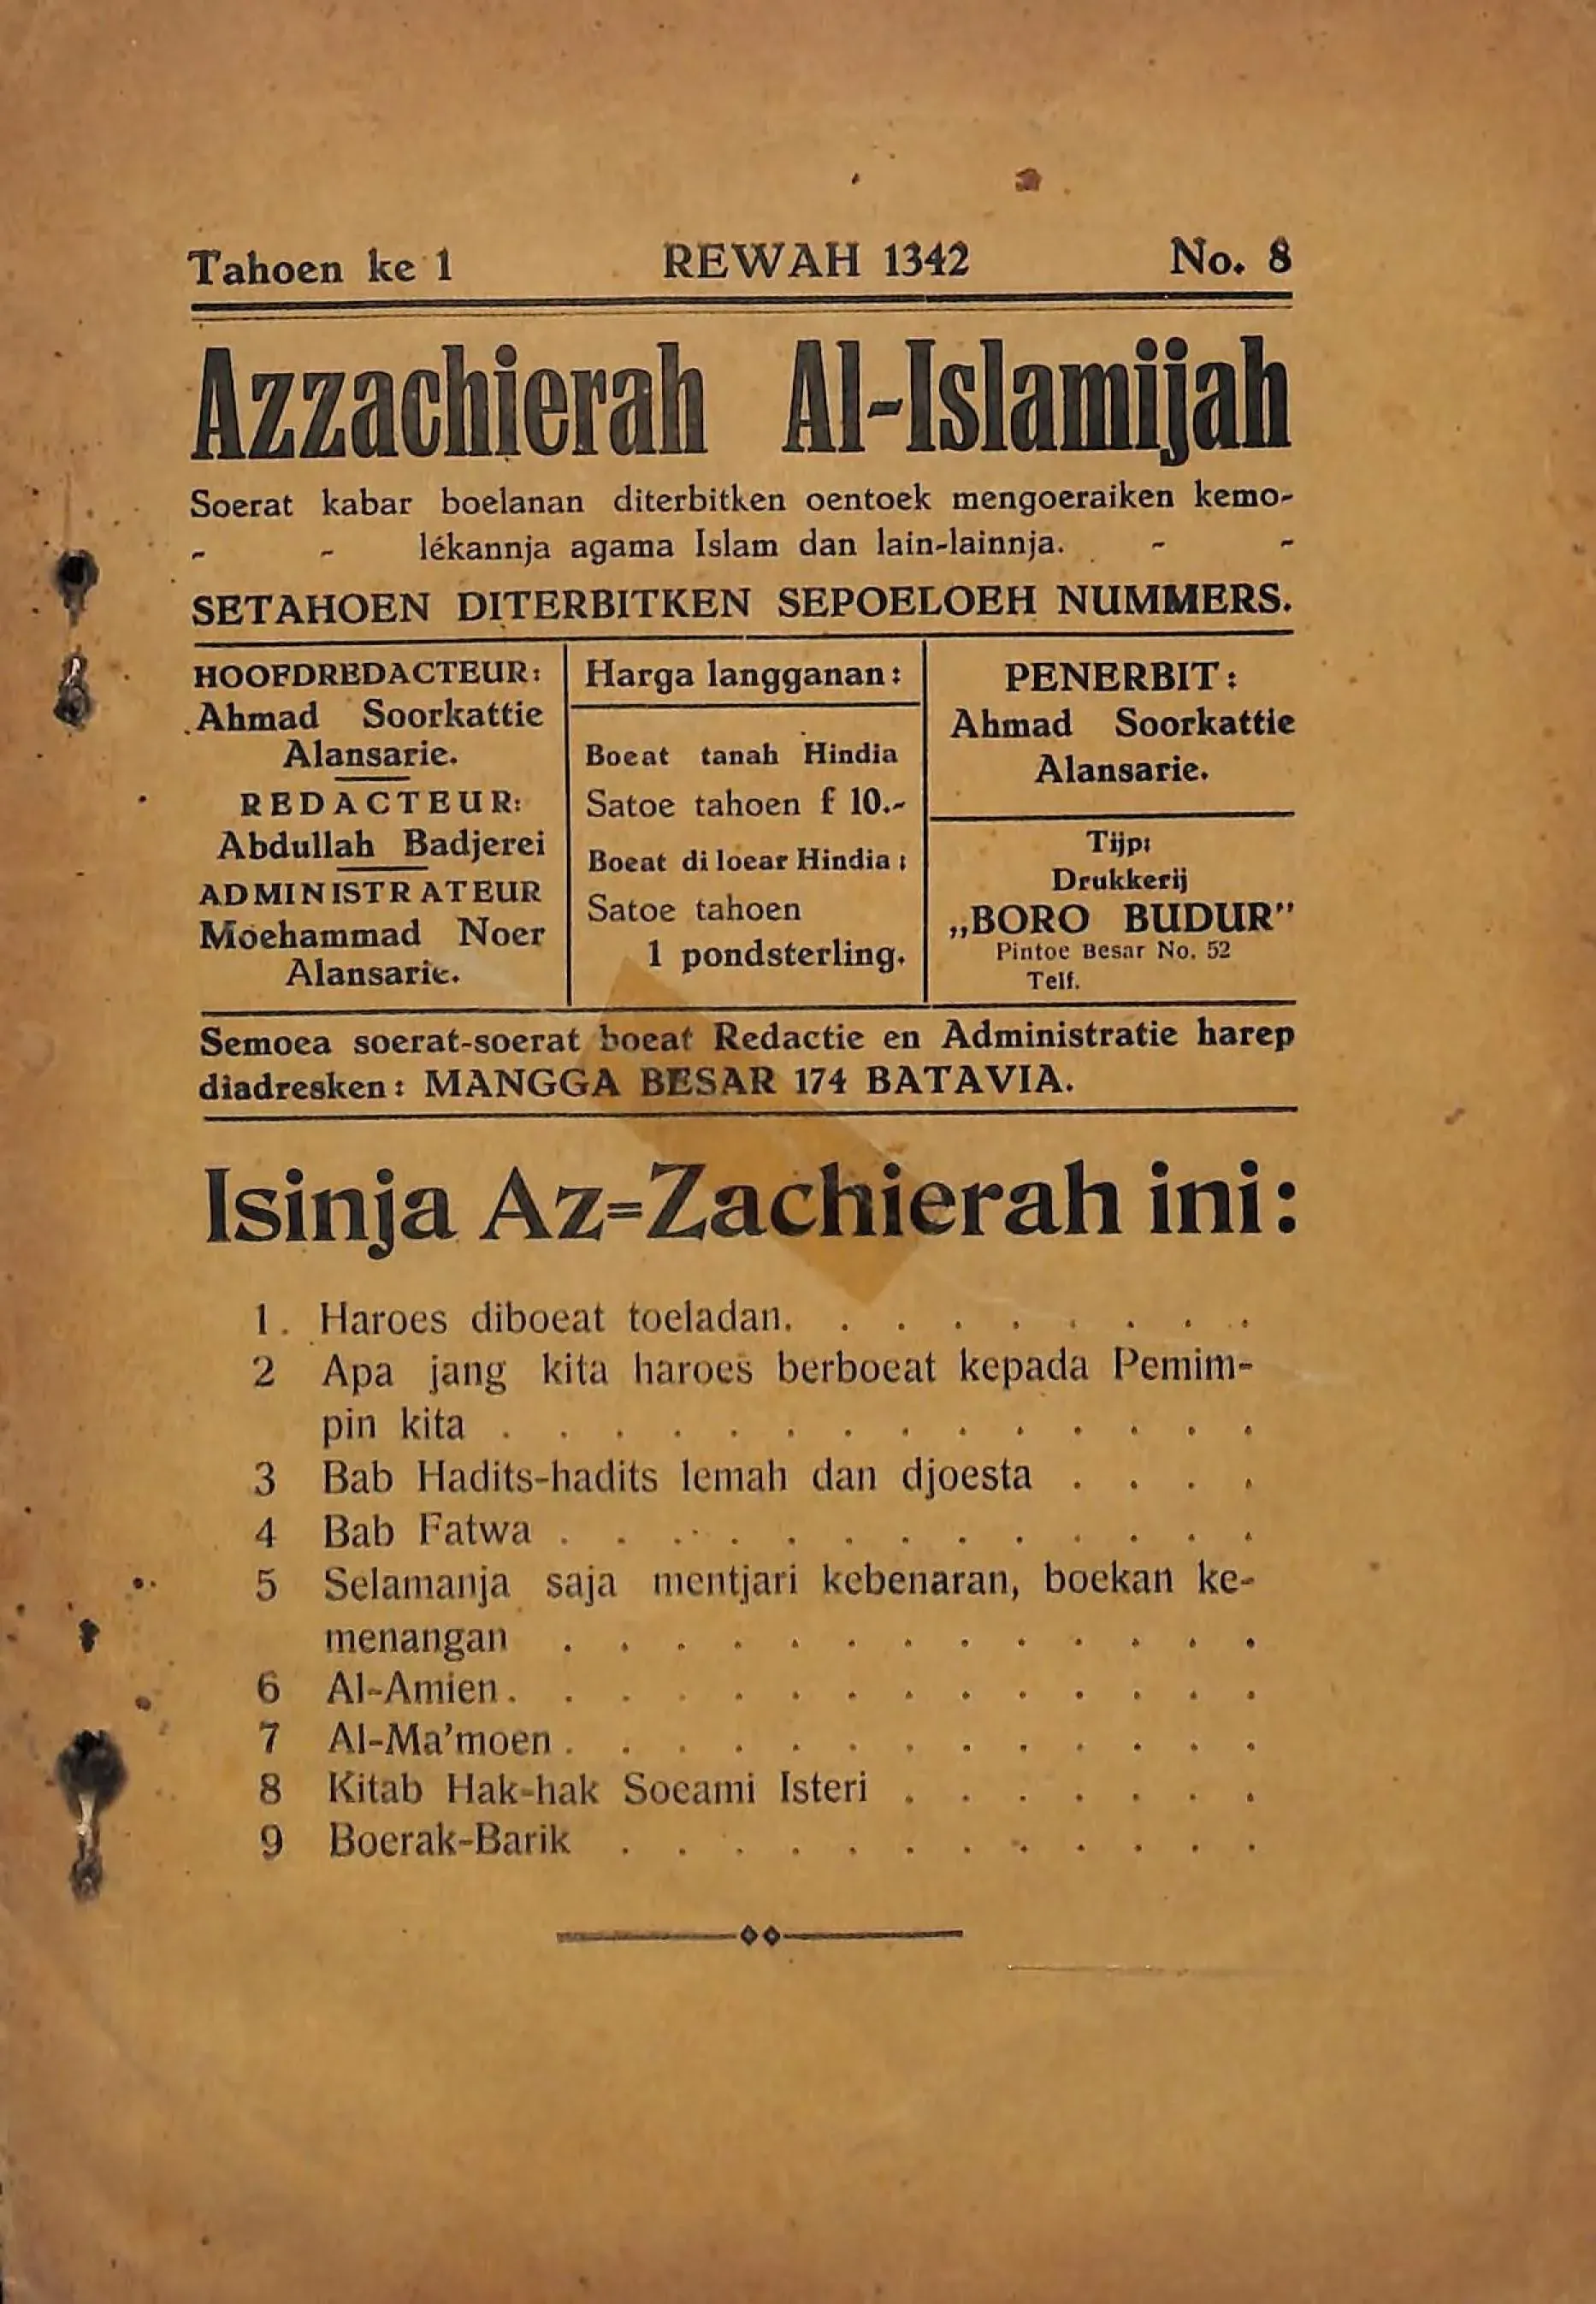 Tahoen ke 1 REWAH 1342 No. 8
Azzachierah Al-Islamijah
Soerat kabar boelanan diterbitken oentoek mengoeraiken kemo-
- - lékannja agama Islam dan lain-lainnja. - -
SETAHOEN DITERBITKEN SEPOELOEH NUMMERS.
HOOFDREDACTEUR:
Ahmad Soorkattie
Alansarie.
REDACTEUR:
Abdullah Badjerei
ADMINISTRATEUR
Moehammad Noer
Alansarie.
Harga langganan:
Boeat tanah Hindia
Satoe tahoen f 10.-
Boeat di loear Hindia:
Satoe tahoen
1 pondsterling.
PENERBIT:
Ahmad Soorkattie
Alansarie.
Tijp:
Drukkerij
„BORO BUDUR"
Pintoe Besar No. 52
Telf.
Semoea soerat-soerat boeat Redactie en Administratie harep
diadresken: MANGGA BESAR 174 BATAVIA.
Isinja Az=Zachierah ini:
1. Haroes diboeat toeladan. . . . . . . . .
2 Apa jang kita haroes berboeat kepada Pemim-
pin kita . . . . . . . . . . . . . .
3 Bab Hadits-hadits lemah dan djoesta . . . .
4 Bab Fatwa . . . . . . . . . . . . .
5 Selamanja saja mentjari kebenaran, boekan ke-
menangan . . . . . . . . . . . . .
6 Al-Amien. . . . . . . . . . . . . .
7 Al-Ma'moen . . . . . . . . . . . . .
8 Kitab Hak-hak Soeami Isteri . . . . . . .
9 Boerak-Barik . . . . . . . . . . . .